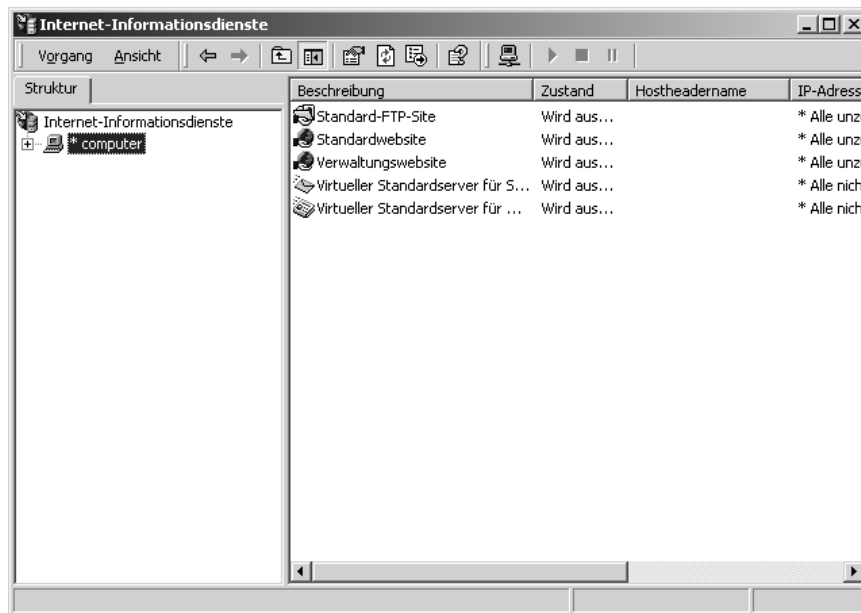 Internet-Informationsdienste
Vorgang Ansicht
Struktur
Beschreibung Zustand Hostheadername IP-Adress
Internet-Informationsdienste
* computer
Standard-FTP-Site Wird aus... * Alle unz
Standardwebsite Wird aus... * Alle unz
Verwaltungswebsite Wird aus... * Alle unz
Virtueller Standardserver für S... Wird aus... * Alle nich
Virtueller Standardserver für ... Wird aus... * Alle nich